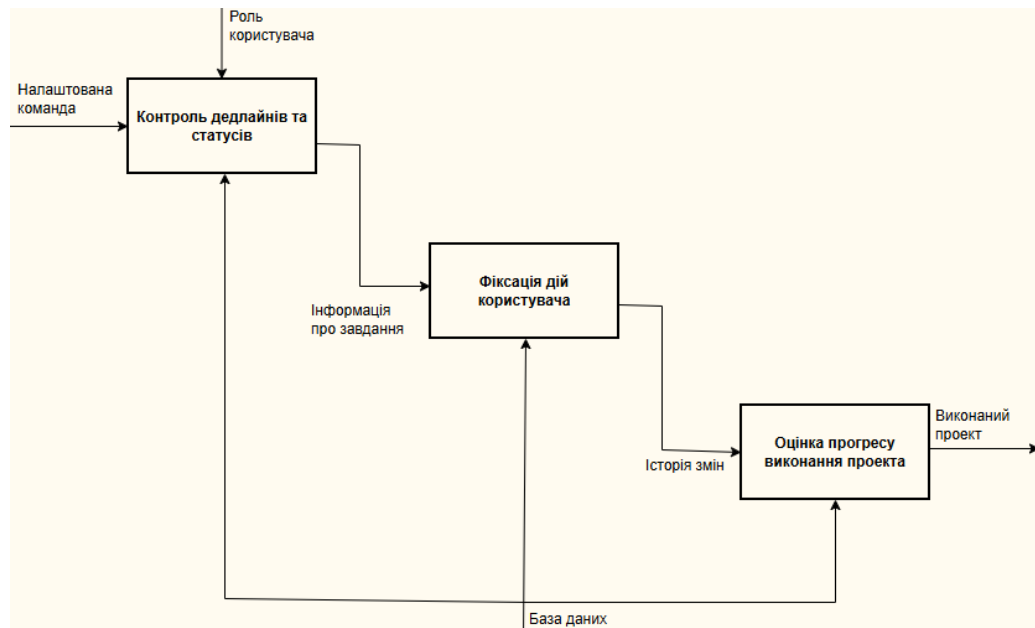 Роль
користувача
Налаштована
команда
Контроль дедлайнів та
статусів
Інформація
про завдання
Фіксація дій
користувача
Історія змін
Оцінка прогресу
виконання проекта
Виконаний
проект
База даних